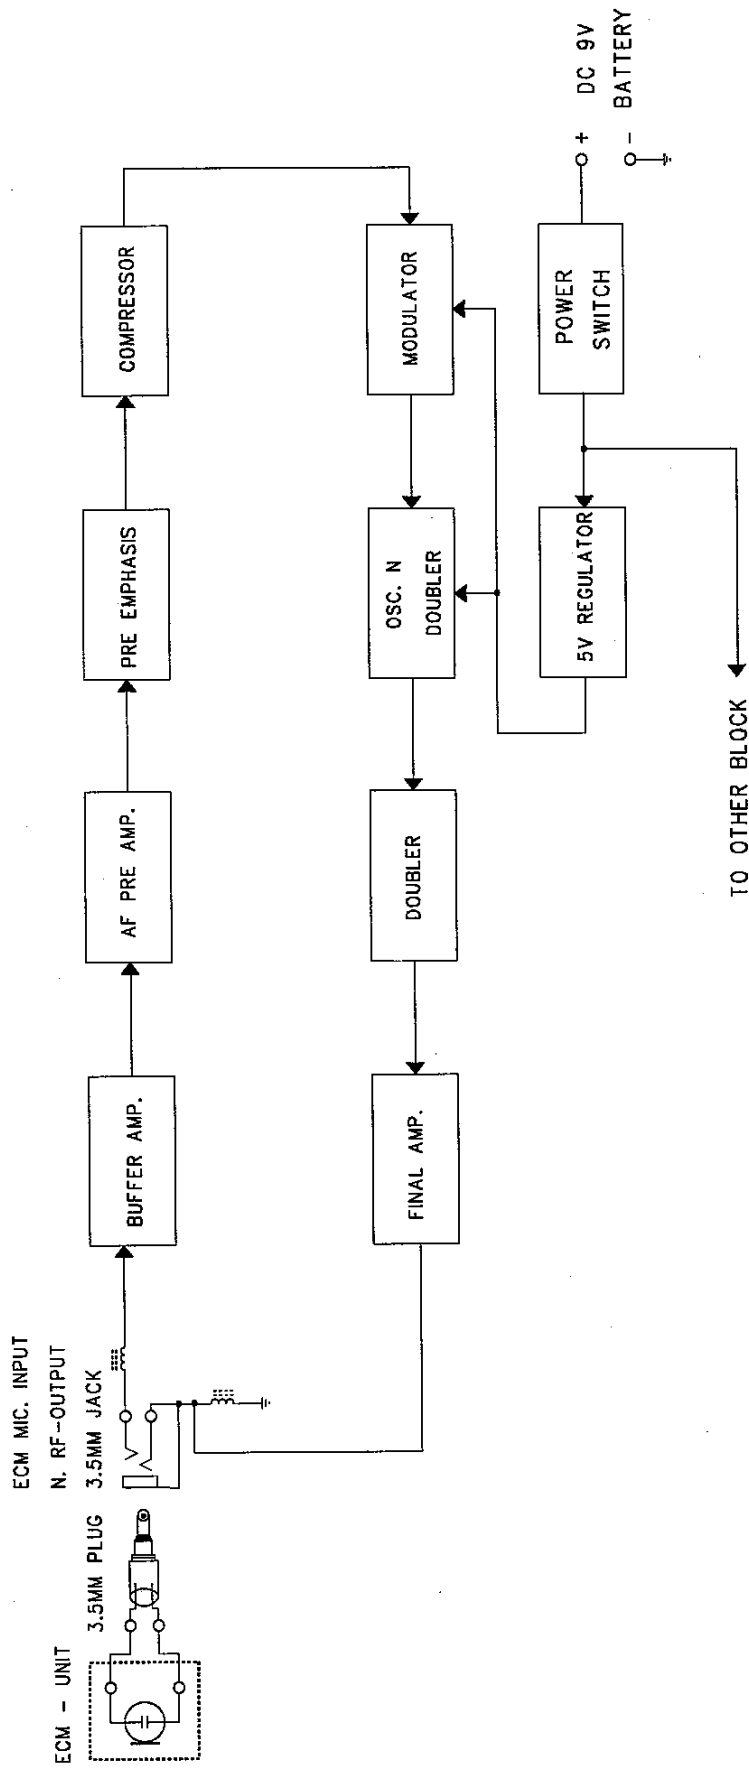 ECM - UNIT
3.5MM PLUG
ECM MIC. INPUT
N. RF-OUTPUT
3.5MM JACK
BUFFER AMP.
AF PRE AMP.
PRE EMPHASIS
COMPRESSOR
MODULATOR
OSC. N
DOUBLER
DOUBLER
FINAL AMP.
5V REGULATOR
POWER
SWITCH
+ DC 9V
- BATTERY
TO OTHER BLOCK